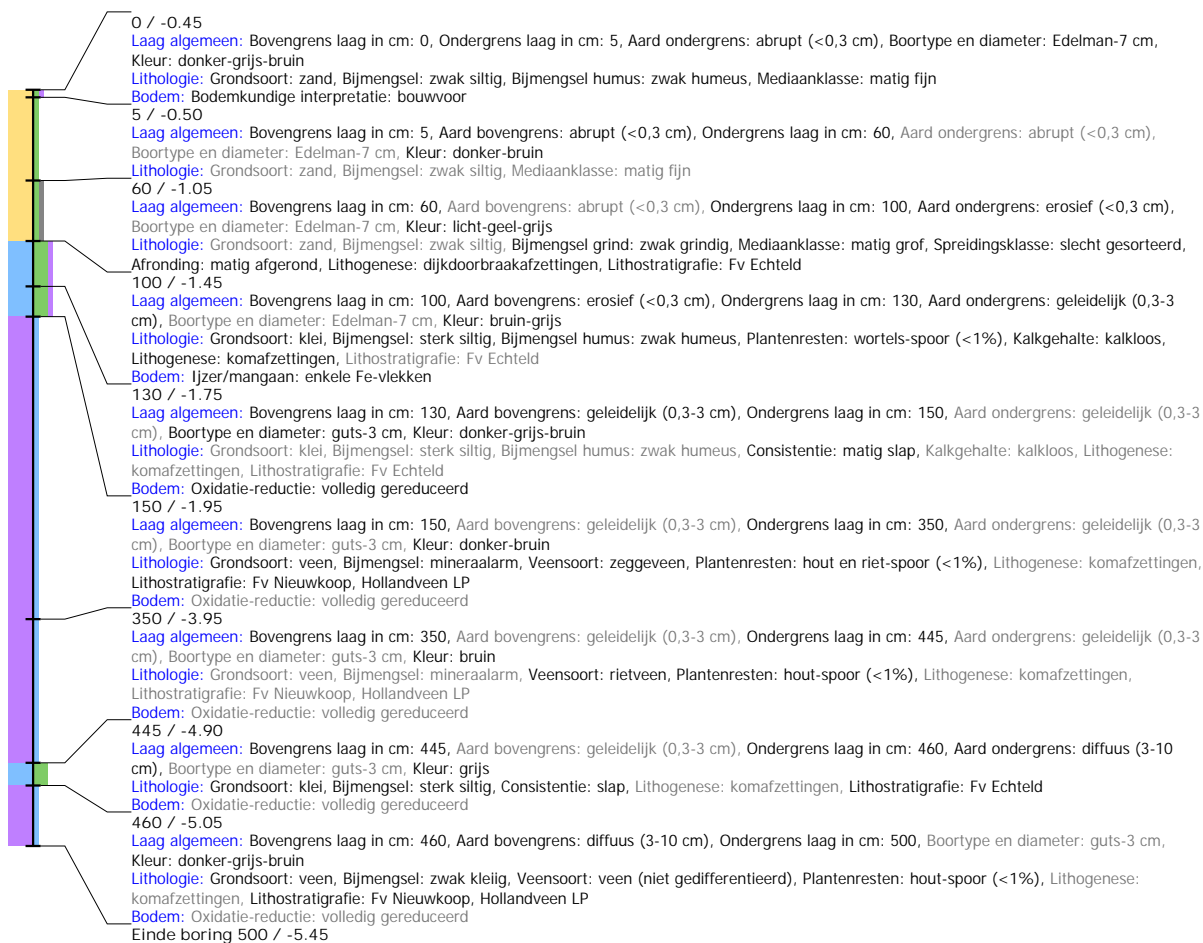 0 / -0.45
Laag algemeen: Bovengrens laag in cm: 0, Ondergrens laag in cm: 5, Aard ondergrens: abrupt (<0,3 cm), Boortype en diameter: Edelman-7 cm,
Kleur: donker-grijs-bruin
Lithologie: Grondsoort: zand, Bijmengsel: zwak siltig, Bijmengsel humus: zwak humeus, Mediaanklasse: matig fijn
Bodem: Bodemkundige interpretatie: bouwvoor
5 / -0.50
Laag algemeen: Bovengrens laag in cm: 5, Aard bovengrens: abrupt (<0,3 cm), Ondergrens laag in cm: 60, Aard ondergrens: abrupt (<0,3 cm),
Boortype en diameter: Edelman-7 cm, Kleur: donker-bruin
Lithologie: Grondsoort: zand, Bijmengsel: zwak siltig, Mediaanklasse: matig fijn
60 / -1.05
Laag algemeen: Bovengrens laag in cm: 60, Aard bovengrens: abrupt (<0,3 cm), Ondergrens laag in cm: 100, Aard ondergrens: erosief (<0,3 cm),
Boortype en diameter: Edelman-7 cm, Kleur: licht-geel-grijs
Lithologie: Grondsoort: zand, Bijmengsel: zwak siltig, Bijmengsel grind: zwak grindig, Mediaanklasse: matig grof, Spreidingsklasse: slecht gesorteerd,
Afronding: matig afgerond, Lithogenese: dijkdoorbraakafzettingen, Lithostratigrafie: Fv Echteld
100 / -1.45
Laag algemeen: Bovengrens laag in cm: 100, Aard bovengrens: erosief (<0,3 cm), Ondergrens laag in cm: 130, Aard ondergrens: geleidelijk (0,3-3
cm), Boortype en diameter: Edelman-7 cm, Kleur: bruin-grijs
Lithologie: Grondsoort: klei, Bijmengsel: sterk siltig, Bijmengsel humus: zwak humeus, Plantenresten: wortels-spoor (<1%), Kalkgehalte: kalkloos,
Lithogenese: komafzettingen, Lithostratigrafie: Fv Echteld
Bodem: Ijzer/mangaan: enkele Fe-vlekken
130 / -1.75
Laag algemeen: Bovengrens laag in cm: 130, Aard bovengrens: geleidelijk (0,3-3 cm), Ondergrens laag in cm: 150, Aard ondergrens: geleidelijk (0,3-3
cm), Boortype en diameter: guts-3 cm, Kleur: donker-grijs-bruin
Lithologie: Grondsoort: klei, Bijmengsel: sterk siltig, Bijmengsel humus: zwak humeus, Consistentie: matig slap, Kalkgehalte: kalkloos, Lithogenese:
komafzettingen, Lithostratigrafie: Fv Echteld
Bodem: Oxidatie-reductie: volledig gereduceerd
150 / -1.95
Laag algemeen: Bovengrens laag in cm: 150, Aard bovengrens: geleidelijk (0,3-3 cm), Ondergrens laag in cm: 350, Aard ondergrens: geleidelijk (0,3-3
cm), Boortype en diameter: guts-3 cm, Kleur: donker-bruin
Lithologie: Grondsoort: veen, Bijmengsel: mineraalarm, Veensoort: zeggeveen, Plantenresten: hout en riet-spoor (<1%), Lithogenese: komafzettingen,
Lithostratigrafie: Fv Nieuwkoop, Hollandveen LP
Bodem: Oxidatie-reductie: volledig gereduceerd
350 / -3.95
Laag algemeen: Bovengrens laag in cm: 350, Aard bovengrens: geleidelijk (0,3-3 cm), Ondergrens laag in cm: 445, Aard ondergrens: geleidelijk (0,3-3
cm), Boortype en diameter: guts-3 cm, Kleur: bruin
Lithologie: Grondsoort: veen, Bijmengsel: mineraalarm, Veensoort: rietveen, Plantenresten: hout-spoor (<1%), Lithogenese: komafzettingen,
Lithostratigrafie: Fv Nieuwkoop, Hollandveen LP
Bodem: Oxidatie-reductie: volledig gereduceerd
445 / -4.90
Laag algemeen: Bovengrens laag in cm: 445, Aard bovengrens: geleidelijk (0,3-3 cm), Ondergrens laag in cm: 460, Aard ondergrens: diffuus (3-10
cm), Boortype en diameter: guts-3 cm, Kleur: grijs
Lithologie: Grondsoort: klei, Bijmengsel: sterk siltig, Consistentie: slap, Lithogenese: komafzettingen, Lithostratigrafie: Fv Echteld
Bodem: Oxidatie-reductie: volledig gereduceerd
460 / -5.05
Laag algemeen: Bovengrens laag in cm: 460, Aard bovengrens: diffuus (3-10 cm), Ondergrens laag in cm: 500, Boortype en diameter: guts-3 cm,
Kleur: donker-grijs-bruin
Lithologie: Grondsoort: veen, Bijmengsel: zwak kleiig, Veensoort: veen (niet gedifferentieerd), Plantenresten: hout-spoor (<1%), Lithogenese:
komafzettingen, Lithostratigrafie: Fv Nieuwkoop, Hollandveen LP
Bodem: Oxidatie-reductie: volledig gereduceerd
Einde boring 500 / -5.45